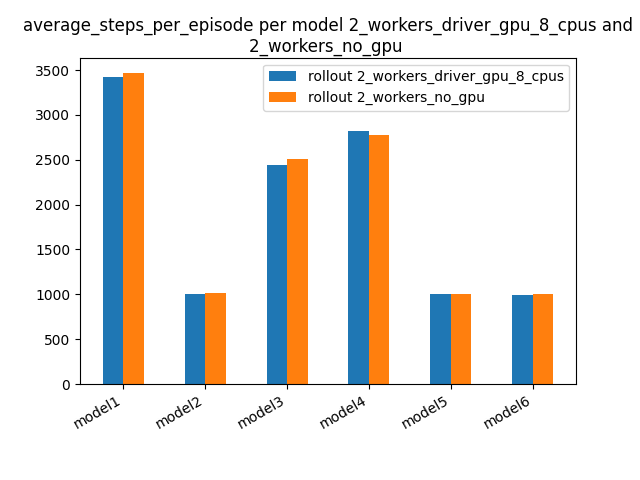 average_steps_per_episode per model 2_workers_driver_gpu_8_cpus and
2_workers_no_gpu
rollout 2_workers_driver_gpu_8_cpus
rollout 2_workers_no_gpu
3500
3000
2500
2000
1500
1000
500
0
model1
model2
model3
model4
model5
model6